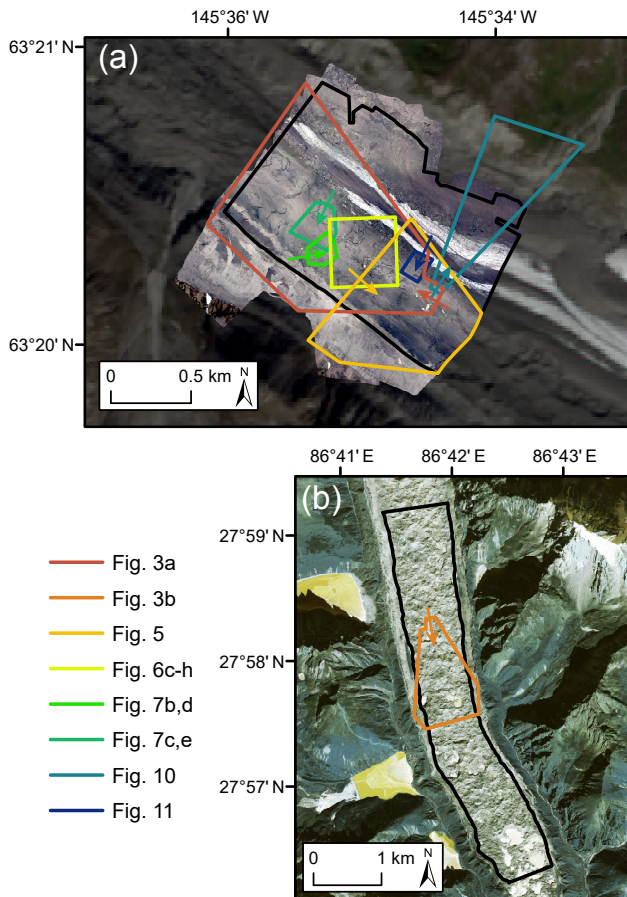 145°36' W 145°34' W
63°21' N
(a)
63°20' N
0 0.5 km N
86°41' E 86°42' E 86°43' E
(b)
27°59' N
Fig. 3a
Fig. 3b
Fig. 5
27°58' N
Fig. 6c-h
Fig. 7b,d
Fig. 7c,e
Fig. 10
27°57' N
Fig. 11
0 1 km N